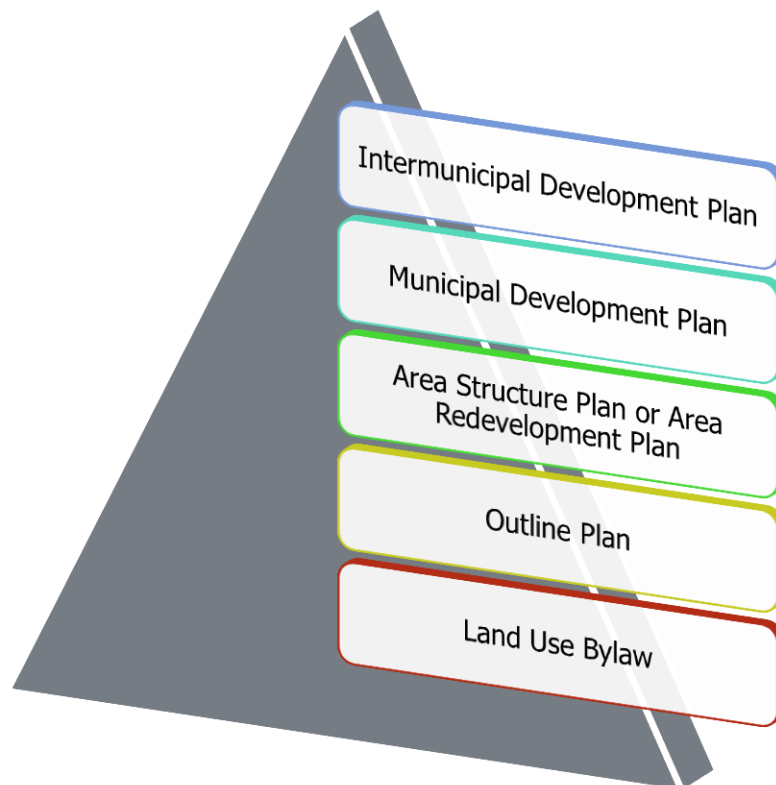 Intermunicipal Development Plan
Municipal Development Plan
Area Structure Plan or Area
Redevelopment Plan
Outline Plan
Land Use Bylaw